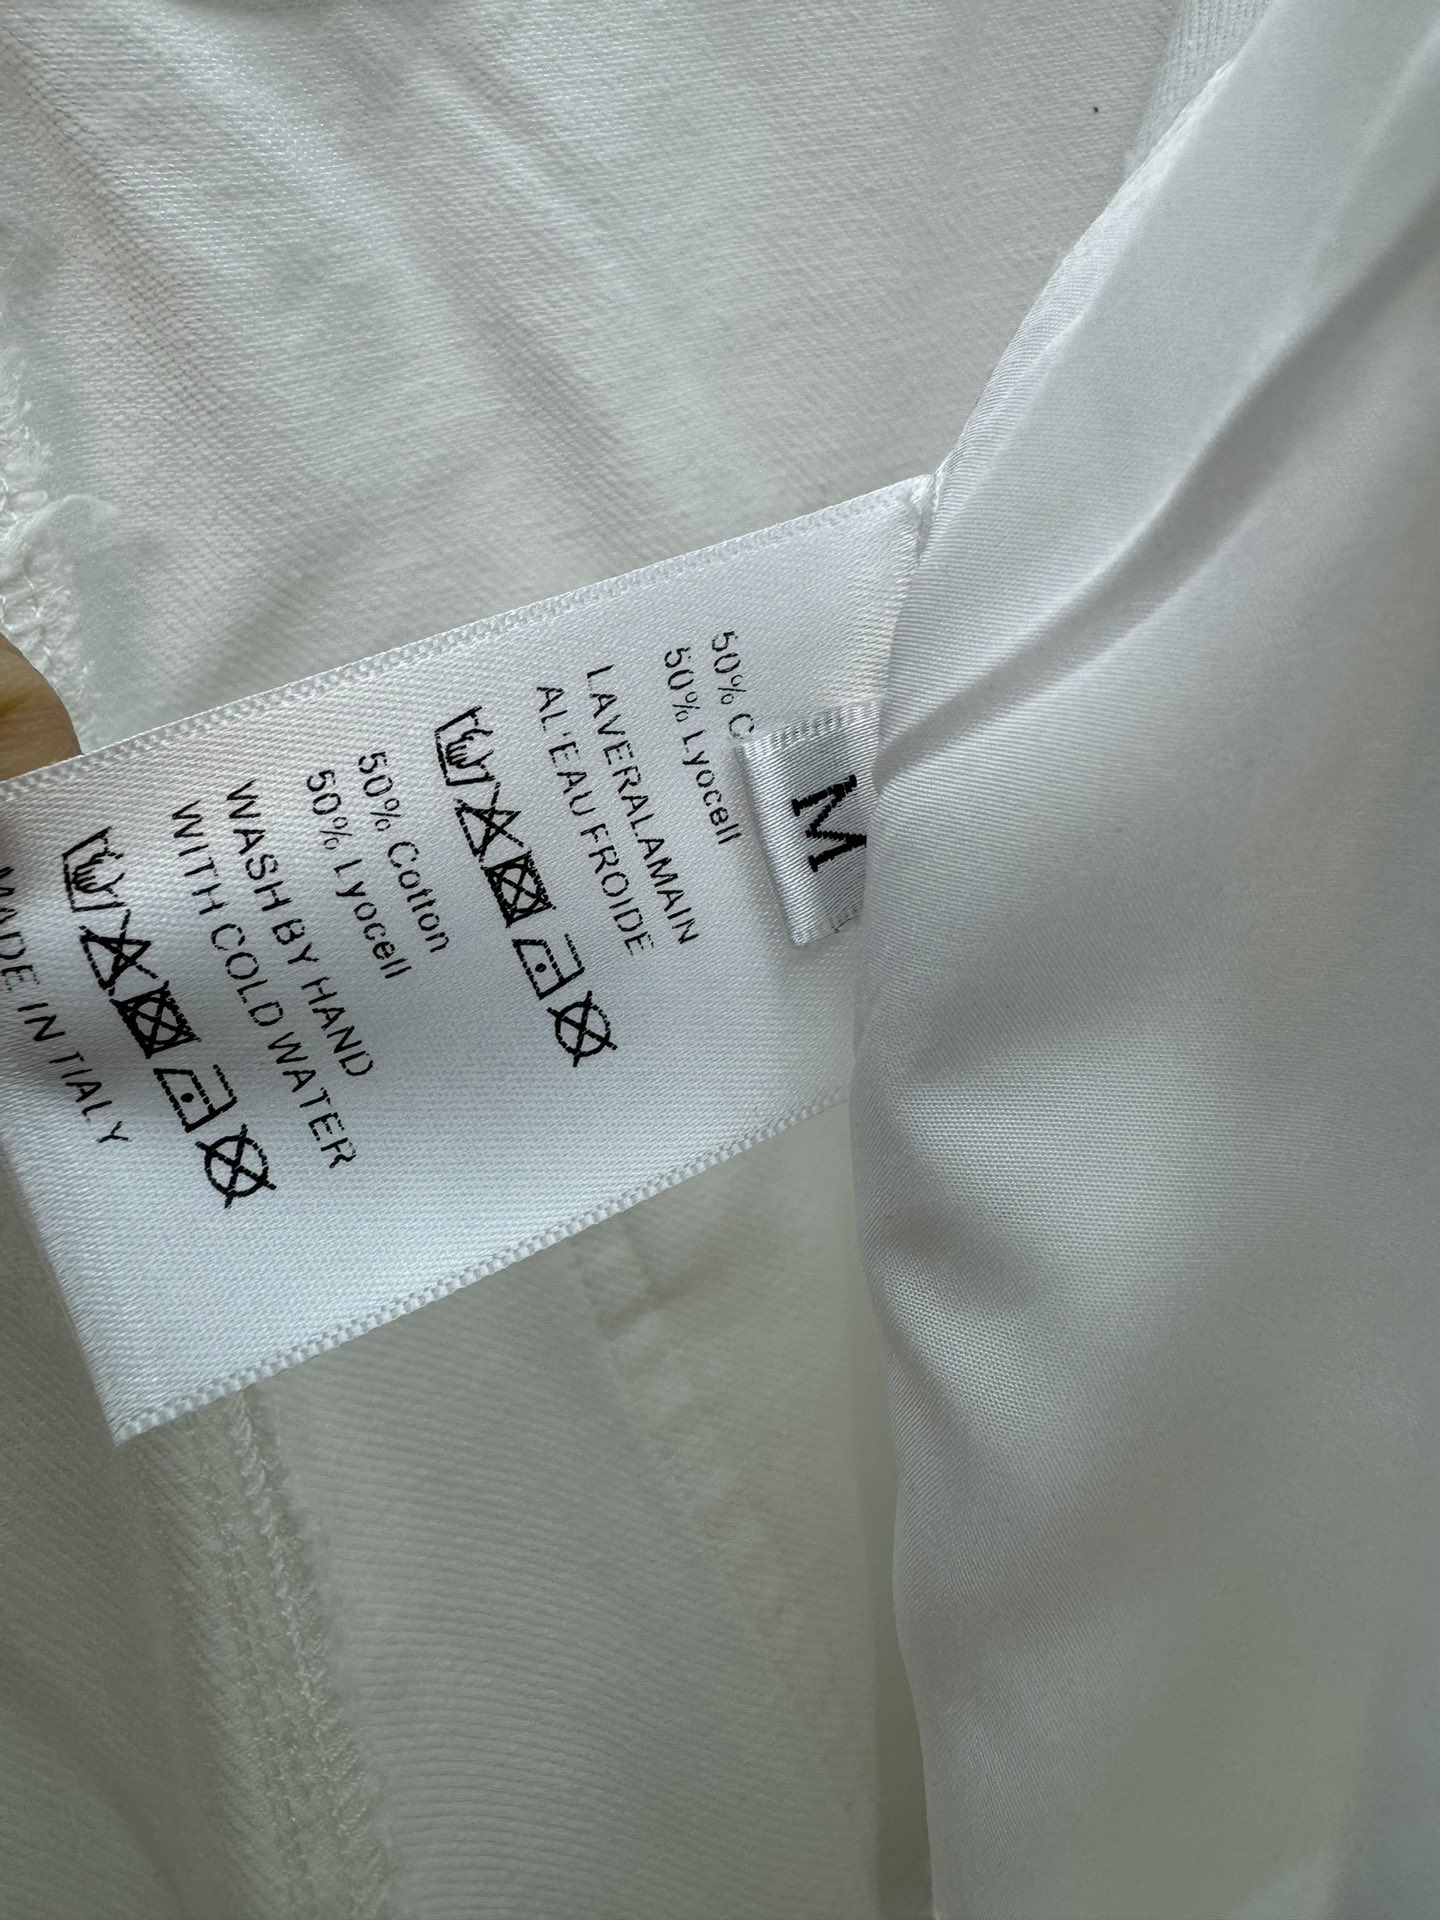 M
50% C
50% Lyocell
LAVERALAMAIN
AL'EAU FROIDE
50% Cotton
50% Lyocell
WASH BY HAND
WITH COLD WATER
MADE IN TIALY